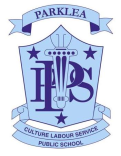 PARKLEA
PPS
CULTURE LABOUR SERVICE
PUBLIC SCHOOL